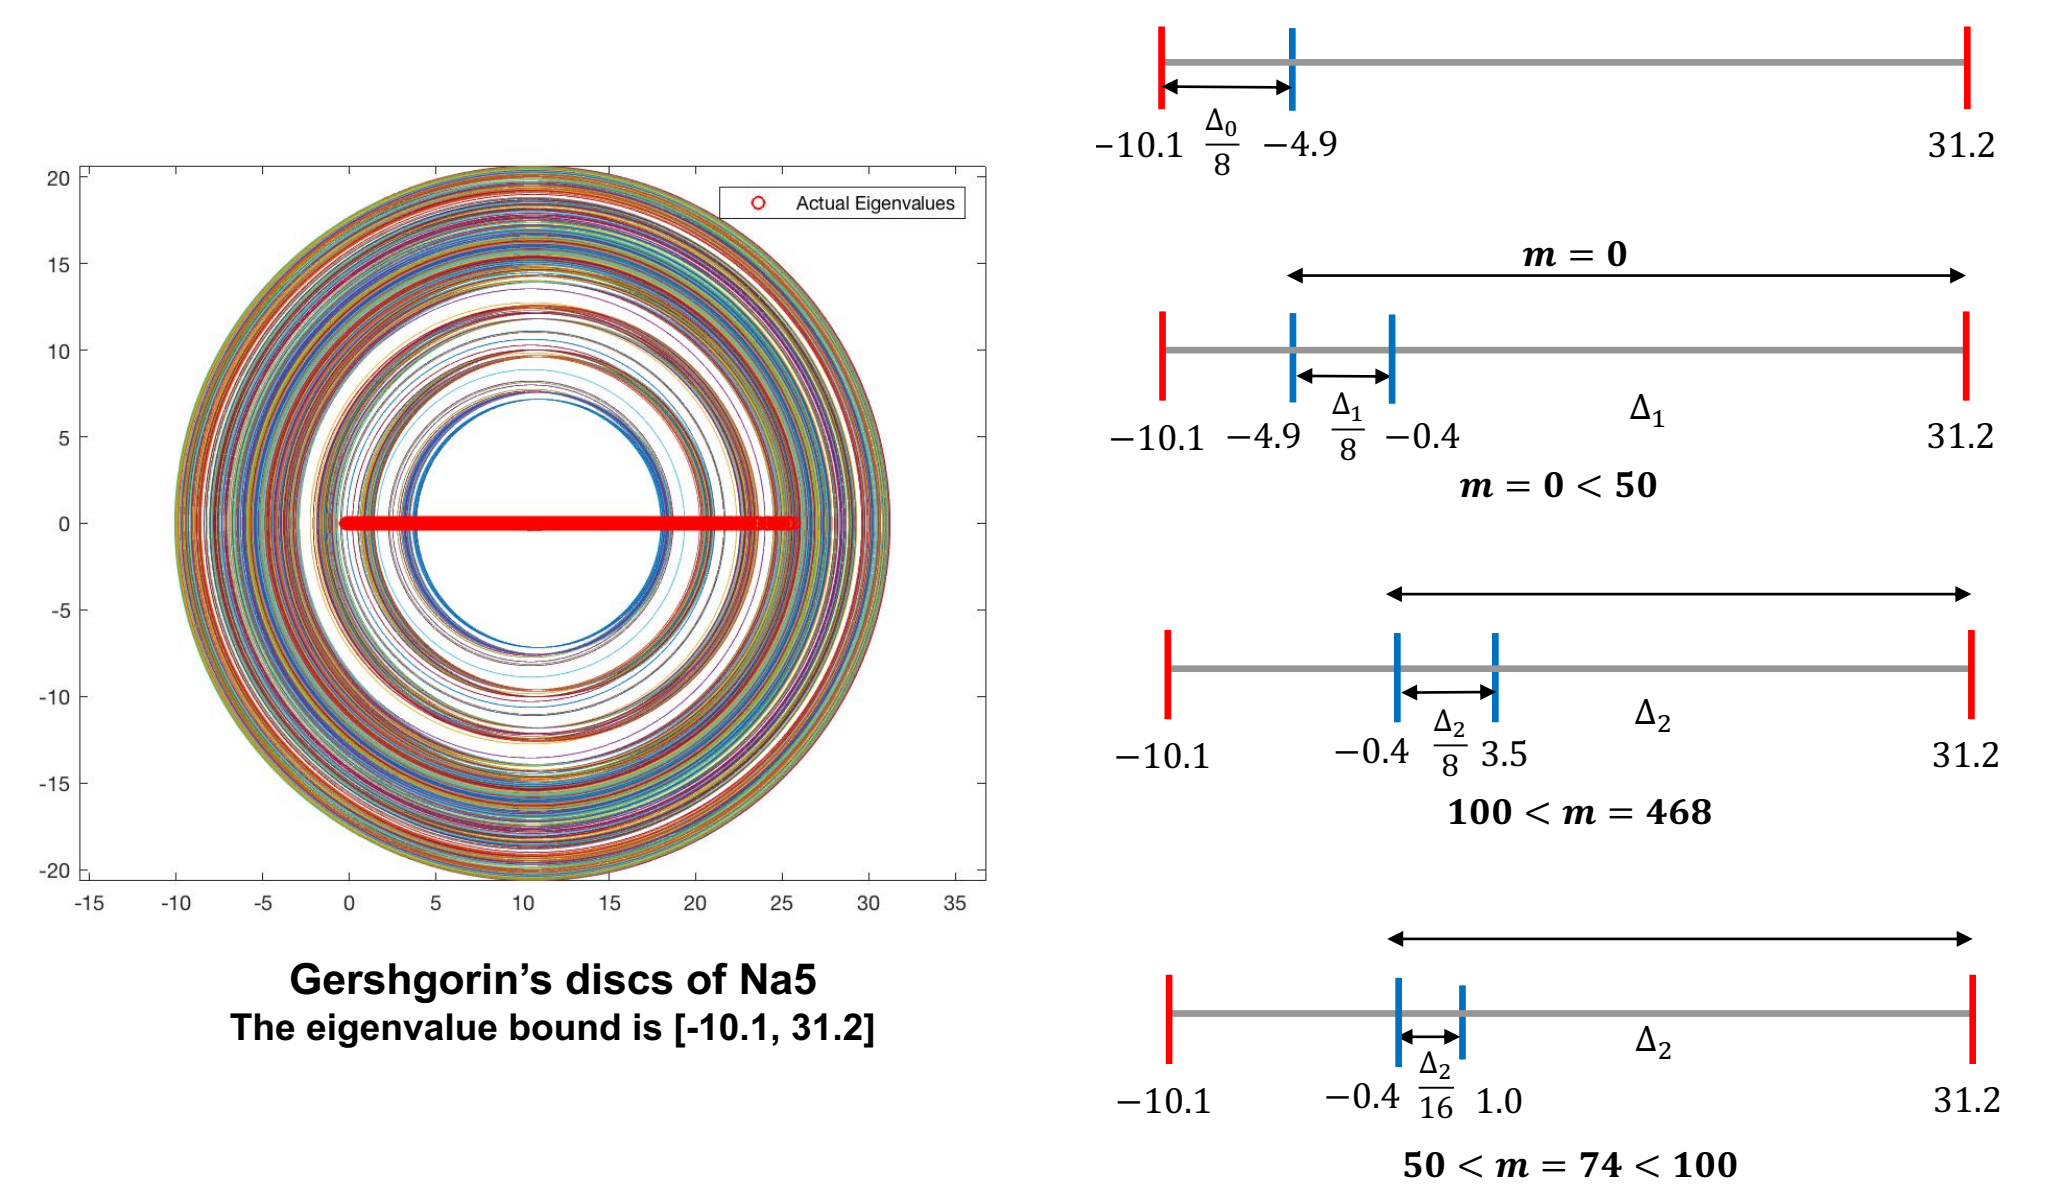 20
15
10
5
0
-5
-10
-15
-20
-15 -10 -5 0 5 10 15 20 25 30 35
Actual Eigenvalues
Gershgorin's discs of Na5
The eigenvalue bound is [-10.1, 31.2]
−10.1 Δ₀/8 −4.9 31.2
m = 0
−10.1 −4.9 Δ₁/8 −0.4 Δ₁ 31.2
m = 0 < 50
−10.1 −0.4 Δ₂/8 3.5 Δ₂ 31.2
100 < m = 468
−10.1 −0.4 Δ₂/16 1.0 Δ₂ 31.2
50 < m = 74 < 100